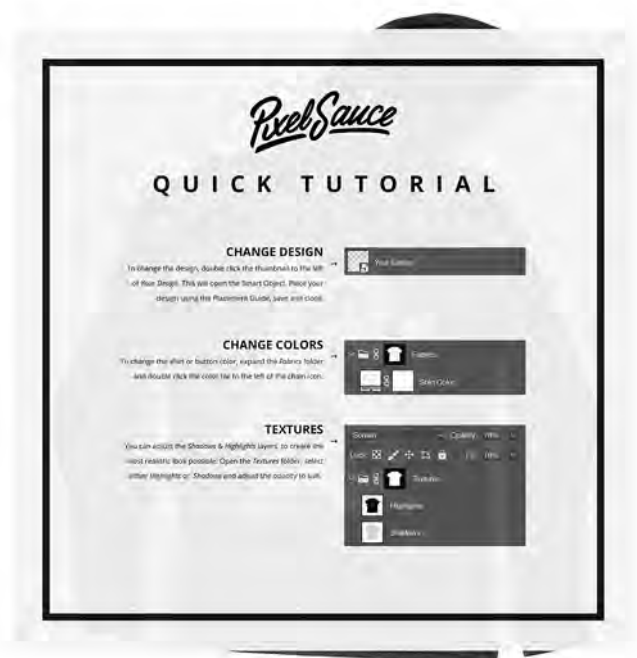 PixelSauce
QUICK TUTORIAL
CHANGE DESIGN
To change the design, double click the thumbnail to the left
of Your Design. This will open the Smart Object. Place your
design using the Placement Guide, save and close.
Your Design
CHANGE COLORS
To change the shirt or button color, expand the Fabrics folder
and double click the color tile to the left of the chain icon.
Fabrics
Shirt Color
TEXTURES
You can adjust the Shadows & Highlights layers, to create the
most realistic look possible. Open the Textures folder, select
either Highlights or Shadows and adjust the opacity to suit.
Screen
Opacity:
Lock:
Textures
Highlights
Shadows